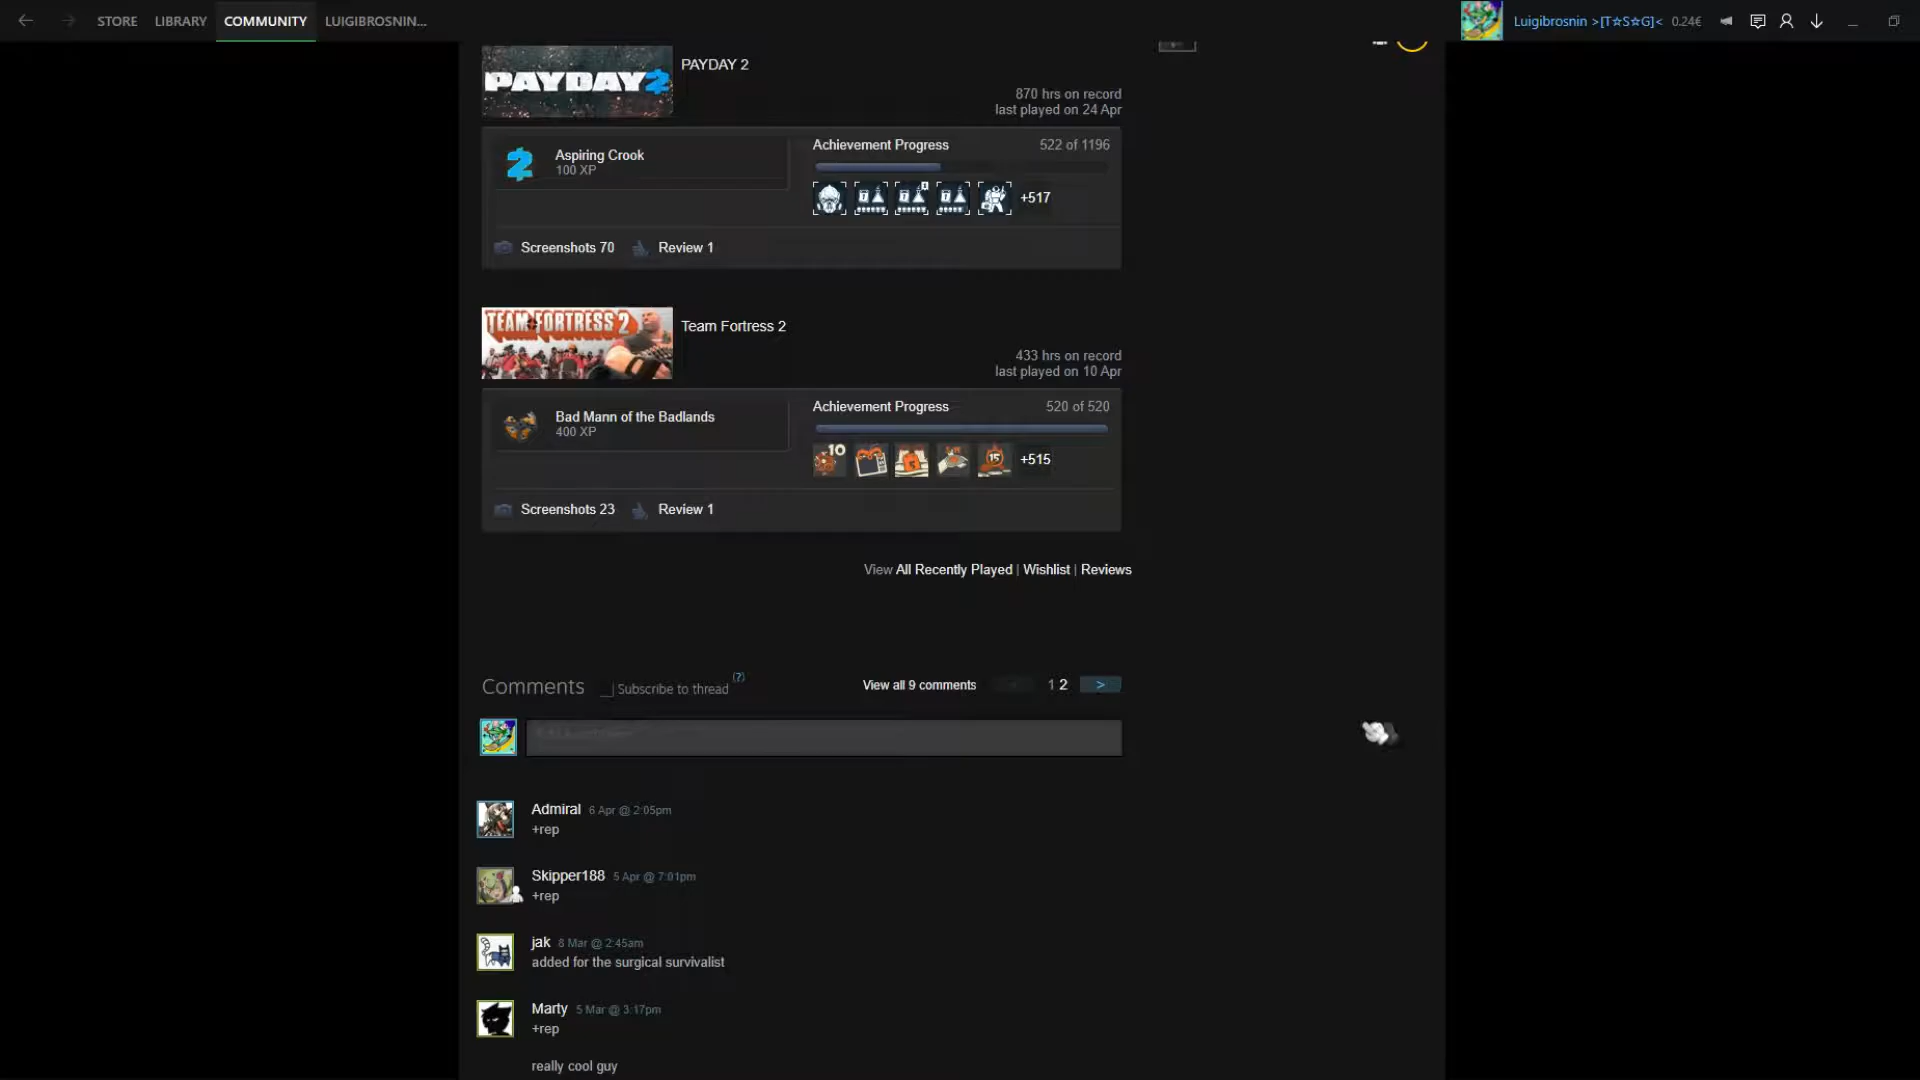 STORE LIBRARY COMMUNITY LUIGIBROSNIN... Luigibrosnin >[T☆S☆G]< 0.24€
PAYDAY 2 PAYDAY 2
870 hrs on record
last played on 24 Apr
Aspiring Crook
100 XP
Achievement Progress 522 of 1196
+517
Screenshots 70 Review 1
TEAM FORTRESS 2 Team Fortress 2
433 hrs on record
last played on 10 Apr
Bad Mann of the Badlands
400 XP
Achievement Progress 520 of 520
10 5 15 +515
Screenshots 23 Review 1
View All Recently Played | Wishlist | Reviews
Comments Subscribe to thread (?) View all 9 comments 1 2 >
Admiral 6 Apr @ 2:05pm
+rep
Skipper188 5 Apr @ 7:01pm
+rep
jak 8 Mar @ 2:45am
added for the surgical survivalist
Marty 5 Mar @ 3:17pm
+rep
really cool guy